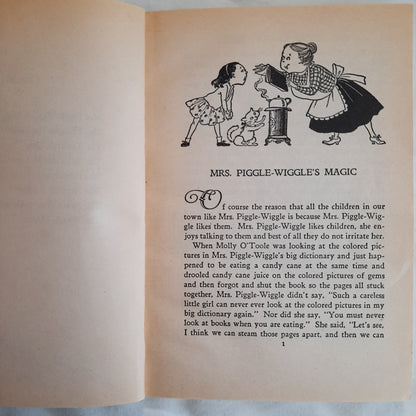 MRS. PIGGLE-WIGGLE'S MAGIC
Of course the reason that all the children in our
town like Mrs. Piggle-Wiggle is because Mrs. Piggle-Wig-
gle likes them. Mrs. Piggle-Wiggle likes children, she en-
joys talking to them and best of all they do not irritate her.
When Molly O'Toole was looking at the colored pic-
tures in Mrs. Piggle-Wiggle's big dictionary and just hap-
pened to be eating a candy cane at the same time and
drooled candy cane juice on the colored pictures of gems
and then forgot and shut the book so the pages all stuck
together, Mrs. Piggle-Wiggle didn't say, "Such a careless
little girl can never ever look at the colored pictures in my
big dictionary again." Nor did she say, "You must never
look at books when you are eating." She said, "Let's see,
I think we can steam those pages apart, and then we can
1